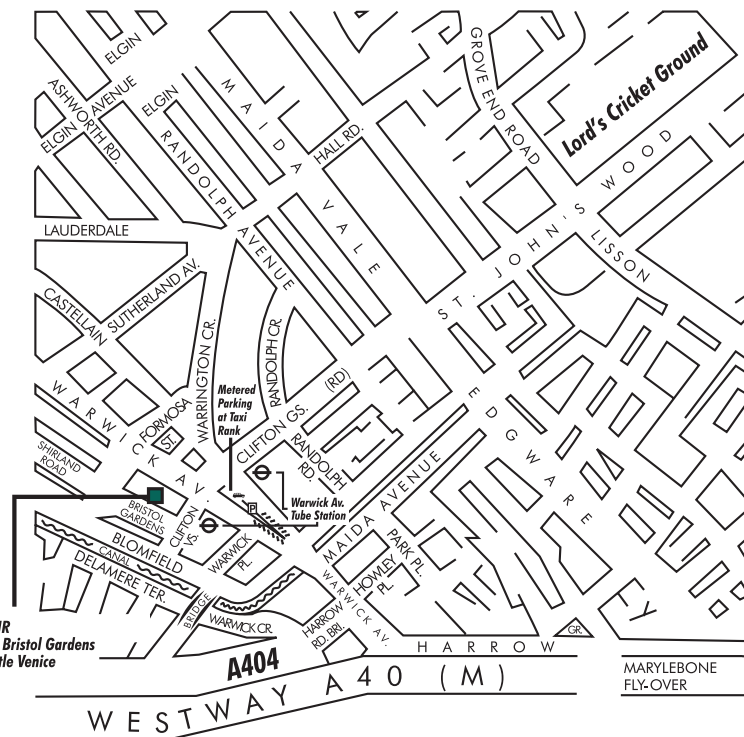 ELGIN
GROVE END ROAD
Lord's Cricket Ground
ASHWORTH RD.
ELGIN AVENUE
ELGIN
MAIDA VALE
RANDOLPH AVENUE
HALL RD.
ST. JOHN'S WOOD
LISSON
LAUDERDALE
SUTHERLAND AV.
CASTELLAIN
WARRINGTON CR.
RANDOLPH CR.
Metered
Parking
at Taxi
Rank
(RD)
EDGWARE
WARWICK AV.
FORMOSA
ST.
CLIFTON GS.
RANDOLPH
RD.
SHIRLAND
ROAD
P
Warwick Av.
Tube Station
BRISTOL
GARDENS
CLIFTON
VS.
MAIDA AVENUE
BLOMFIELD
CANAL
DELAMERE TER.
WARWICK
PL.
PARK PL.
HOWLEY
PL.
WARWICK AV.
BRIDGE
WARWICK CR.
HARROW
RD. BRI.
GR.
Bristol Gardens
tle Venice
HARROW
A404
WESTWAY A40 (M)
MARYLEBONE
FLY-OVER